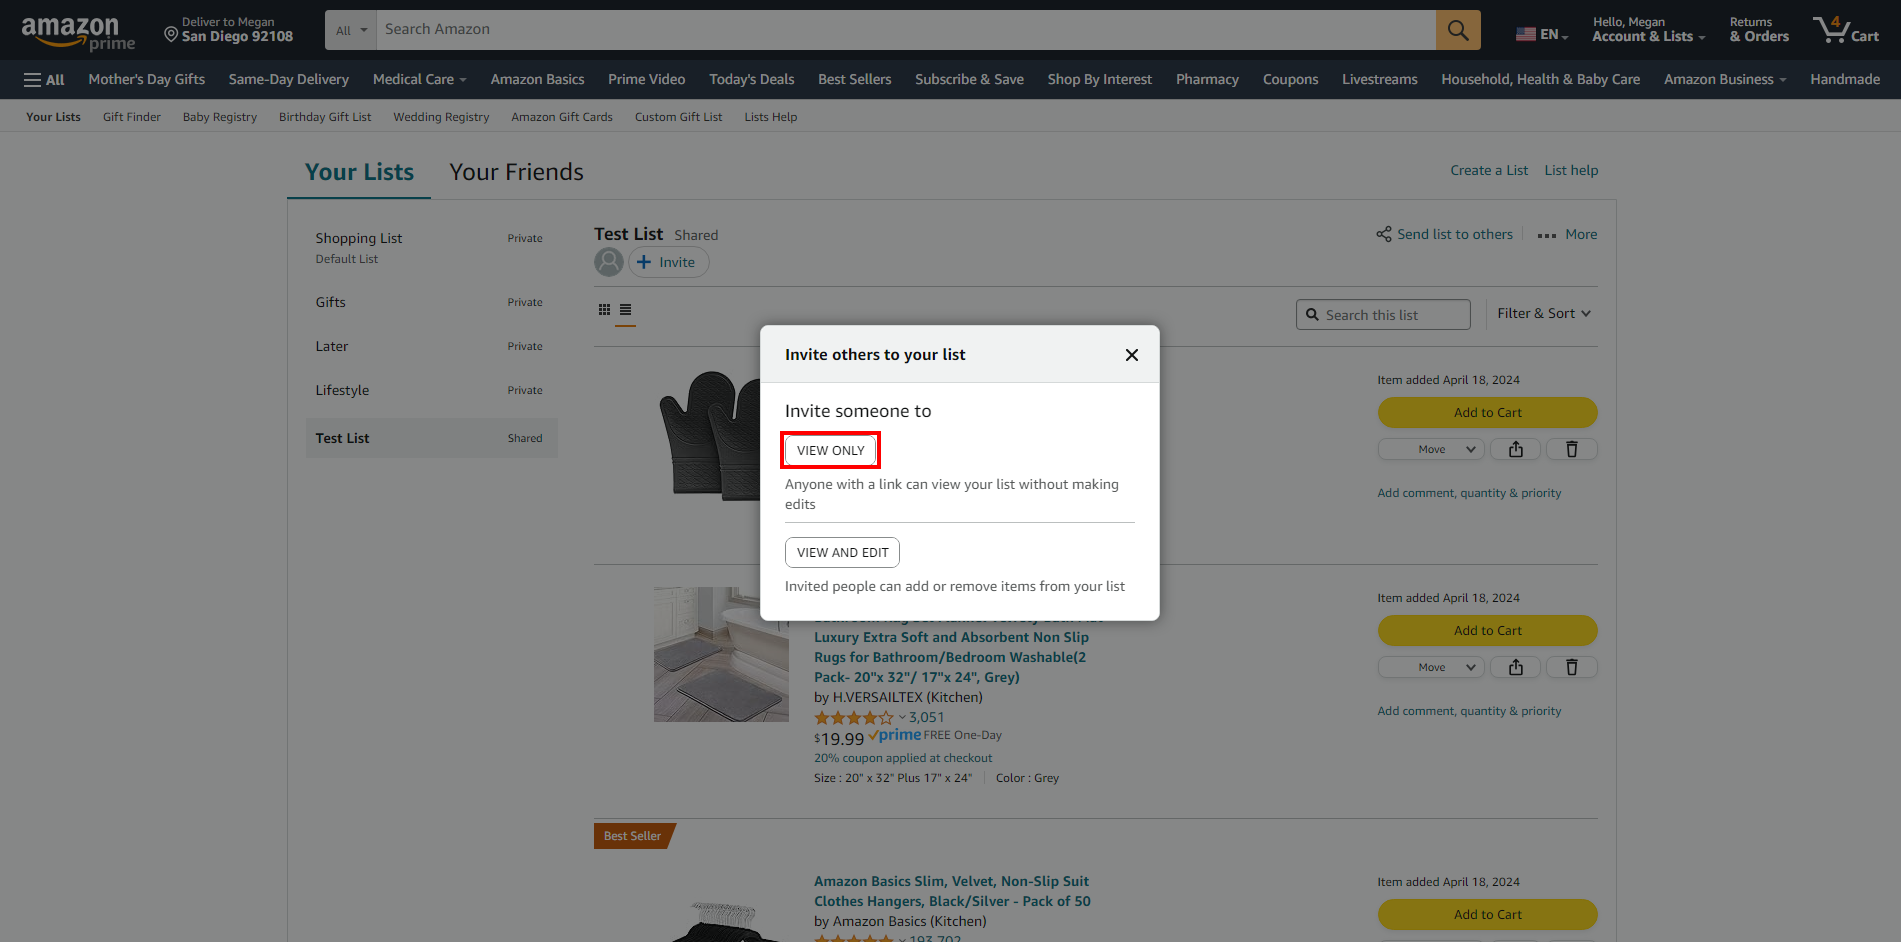 amazon prime
Deliver to Megan
San Diego 92108
All
Search Amazon
EN
Hello, Megan
Account & Lists
Returns
& Orders
4
Cart
All
Mother's Day Gifts
Same-Day Delivery
Medical Care
Amazon Basics
Prime Video
Today's Deals
Best Sellers
Subscribe & Save
Shop By Interest
Pharmacy
Coupons
Livestreams
Household, Health & Baby Care
Amazon Business
Handmade
Your Lists
Gift Finder
Baby Registry
Birthday Gift List
Wedding Registry
Amazon Gift Cards
Custom Gift List
Lists Help
Your Lists
Your Friends
Create a List
List help
Shopping List
Private
Default List
Gifts
Private
Later
Private
Lifestyle
Private
Test List
Shared
Test List Shared
Invite
Send list to others
More
Search this list
Filter & Sort
Invite others to your list
Invite someone to
VIEW ONLY
Anyone with a link can view your list without making
edits
VIEW AND EDIT
Invited people can add or remove items from your list
Item added April 18, 2024
Add to Cart
Move
Add comment, quantity & priority
Luxury Extra Soft and Absorbent Non Slip
Rugs for Bathroom/Bedroom Washable(2
Pack- 20"x 32"/ 17"x 24", Grey)
by H.VERSAILTEX (Kitchen)
3,051
$19.99 prime FREE One-Day
20% coupon applied at checkout
Size : 20" x 32" Plus 17" x 24"
Color : Grey
Item added April 18, 2024
Add to Cart
Move
Add comment, quantity & priority
Best Seller
Amazon Basics Slim, Velvet, Non-Slip Suit
Clothes Hangers, Black/Silver - Pack of 50
by Amazon Basics (Kitchen)
193,702
Item added April 18, 2024
Add to Cart